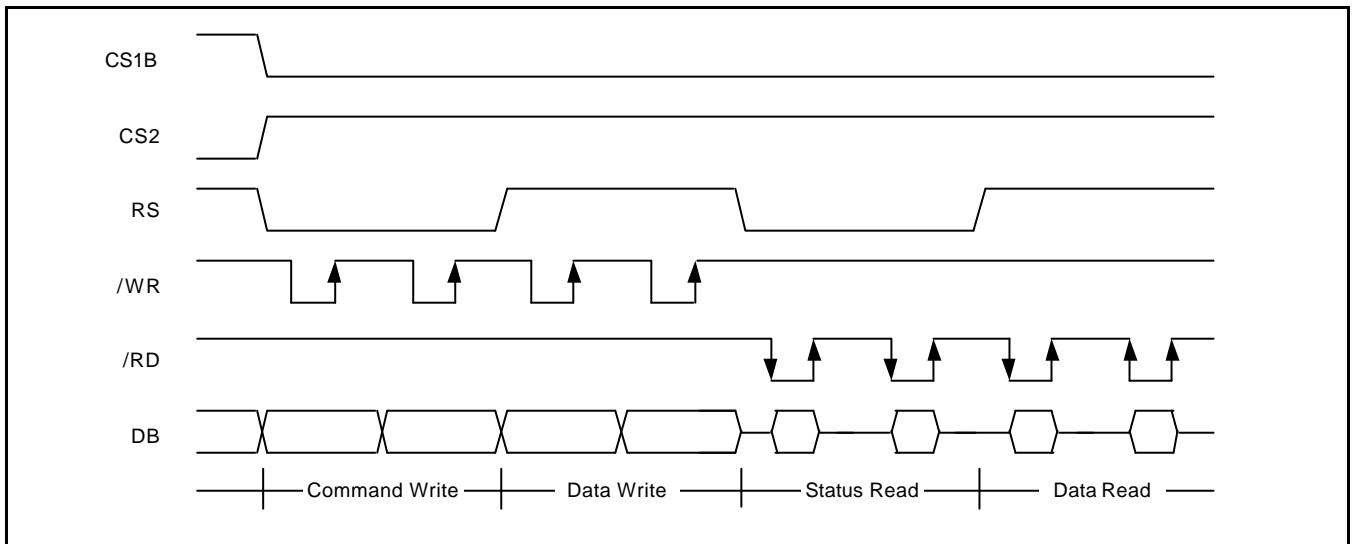 CS1B
CS2
RS
/WR
/RD
DB
Command Write Data Write Status Read Data Read